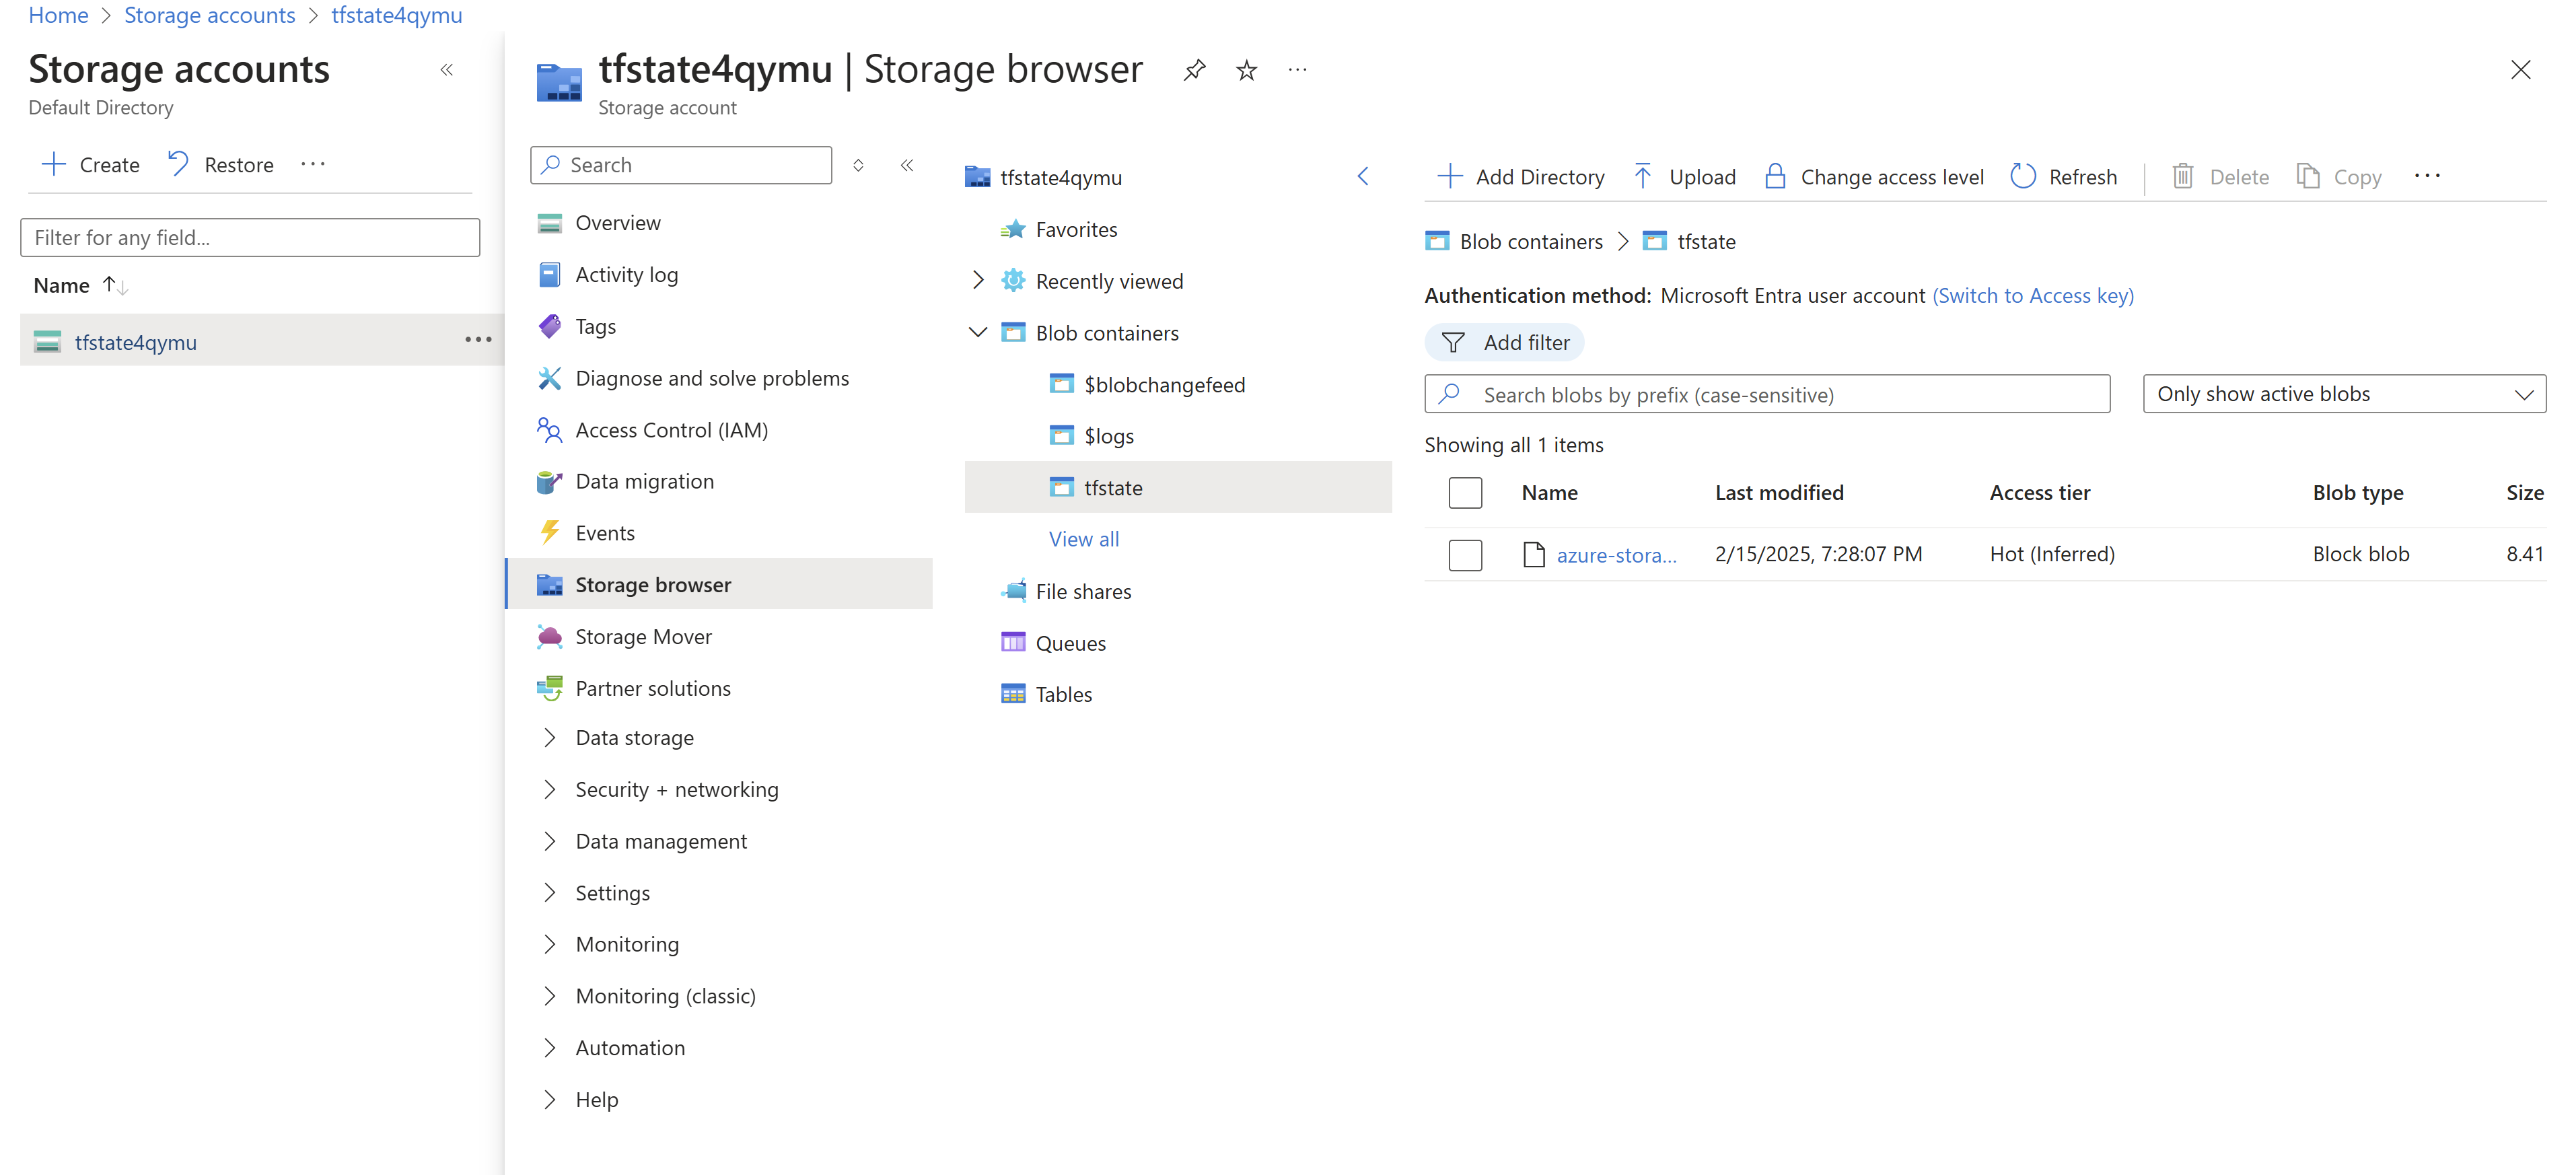 Home > Storage accounts > tfstate4qymu
Storage accounts
Default Directory
Create Restore ...
Filter for any field...
Name
tfstate4qymu ...
tfstate4qymu | Storage browser ...
Storage account
Search
Overview
Activity log
Tags
Diagnose and solve problems
Access Control (IAM)
Data migration
Events
Storage browser
Storage Mover
Partner solutions
Data storage
Security + networking
Data management
Settings
Monitoring
Monitoring (classic)
Automation
Help
tfstate4qymu
Favorites
Recently viewed
Blob containers
$blobchangefeed
$logs
tfstate
View all
File shares
Queues
Tables
Add Directory Upload Change access level Refresh Delete Copy ...
Blob containers > tfstate
Authentication method: Microsoft Entra user account (Switch to Access key)
Add filter
Search blobs by prefix (case-sensitive) Only show active blobs
Showing all 1 items
Name Last modified Access tier Blob type Size
azure-stora... 2/15/2025, 7:28:07 PM Hot (Inferred) Block blob 8.41